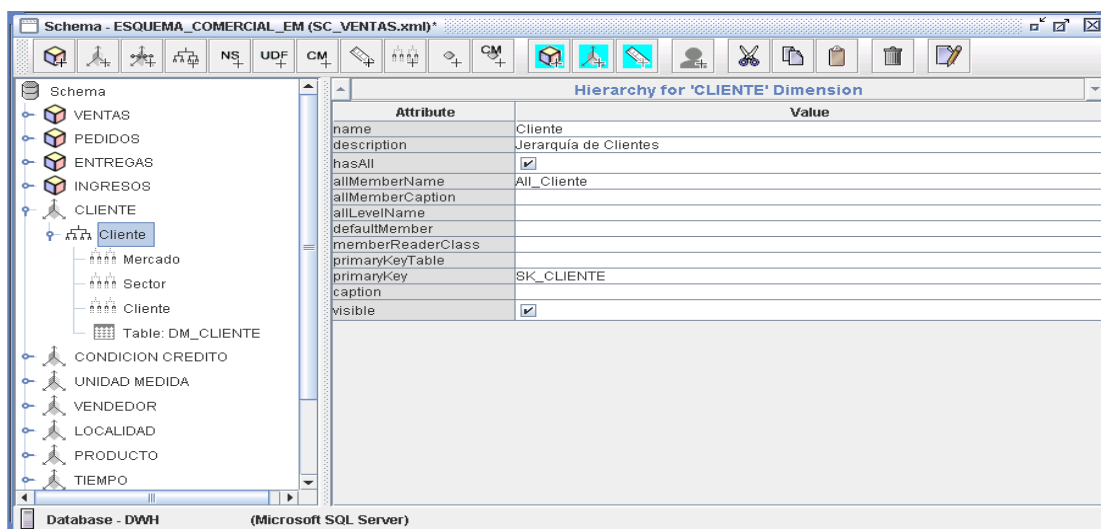 Schema - ESQUEMA_COMERCIAL_EM (SC_VENTAS.xml)*
NS UDF CM CM
Schema
VENTAS
PEDIDOS
ENTREGAS
INGRESOS
CLIENTE
Cliente
Mercado
Sector
Cliente
Table: DM_CLIENTE
CONDICION CREDITO
UNIDAD MEDIDA
VENDEDOR
LOCALIDAD
PRODUCTO
TIEMPO
Hierarchy for 'CLIENTE' Dimension
Attribute Value
name Cliente
description Jerarquía de Clientes
hasAll
allMemberName All_Cliente
allMemberCaption
allLevelName
defaultMember
memberReaderClass
primaryKeyTable
primaryKey SK_CLIENTE
caption
visible
Database - DWH (Microsoft SQL Server)